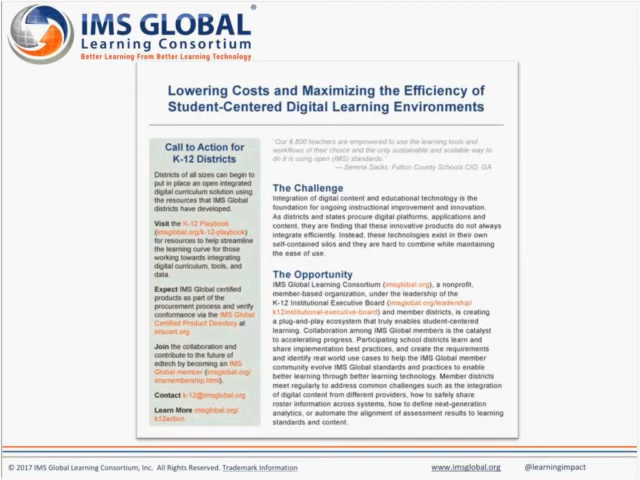 IMS GLOBAL®
Learning Consortium
Better Learning From Better Learning Technology
Lowering Costs and Maximizing the Efficiency of
Student-Centered Digital Learning Environments
Call to Action for
K-12 Districts
Districts of all sizes can begin to
put in place an open integrated
digital curriculum solution using
the resources that IMS Global
districts have developed.
Visit the K-12 Playbook
(imsglobal.org/k-12-playbook)
for resources to help streamline
the learning curve for those
working towards integrating
digital curriculum, tools, and
data.
Expect IMS Global certified
products as part of the
procurement process and verify
conformance via the IMS Global
Certified Product Directory at
imscert.org
Join the collaboration and
contribute to the future of
edtech by becoming an IMS
Global member (imsglobal.org/
imsmembership.html).
Contact k-12@imsglobal.org
Learn More imsglobal.org/
k12action
"Our 6,800 teachers are empowered to use the learning tools and
workflows of their choice and the only sustainable and scalable way to
do it is using open (IMS) standards."
— Serena Sacks, Fulton County Schools CIO, GA
The Challenge
Integration of digital content and educational technology is the
foundation for ongoing instructional improvement and innovation.
As districts and states procure digital platforms, applications and
content, they are finding that these innovative products do not always
integrate efficiently. Instead, these technologies exist in their own
self-contained silos and they are hard to combine while maintaining
the ease of use.
The Opportunity
IMS Global Learning Consortium (imsglobal.org), a nonprofit,
member-based organization, under the leadership of the
K-12 Institutional Executive Board (imsglobal.org/leadership/
k12institutional-executive-board) and member districts, is creating
a plug-and-play ecosystem that truly enables student-centered
learning. Collaboration among IMS Global members is the catalyst
to accelerating progress. Participating school districts learn and
share implementation best practices, and create the requirements
and identify real world use cases to help the IMS Global member
community evolve IMS Global standards and practices to enable
better learning through better learning technology. Member districts
meet regularly to address common challenges such as the integration
of digital content from different providers, how to safely share
roster information across systems, how to define next-generation
analytics, or automate the alignment of assessment results to learning
standards and content.
© 2017 IMS Global Learning Consortium, Inc. All Rights Reserved. Trademark Information
www.imsglobal.org
@learningimpact